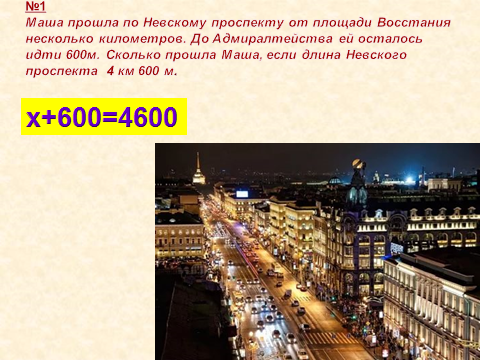 №1
Маша прошла по Невскому проспекту от площади Восстания
несколько километров. До Адмиралтейства ей осталось
идти 600м. Сколько прошла Маша, если длина Невского
проспекта 4 км 600 м.
х+600=4600